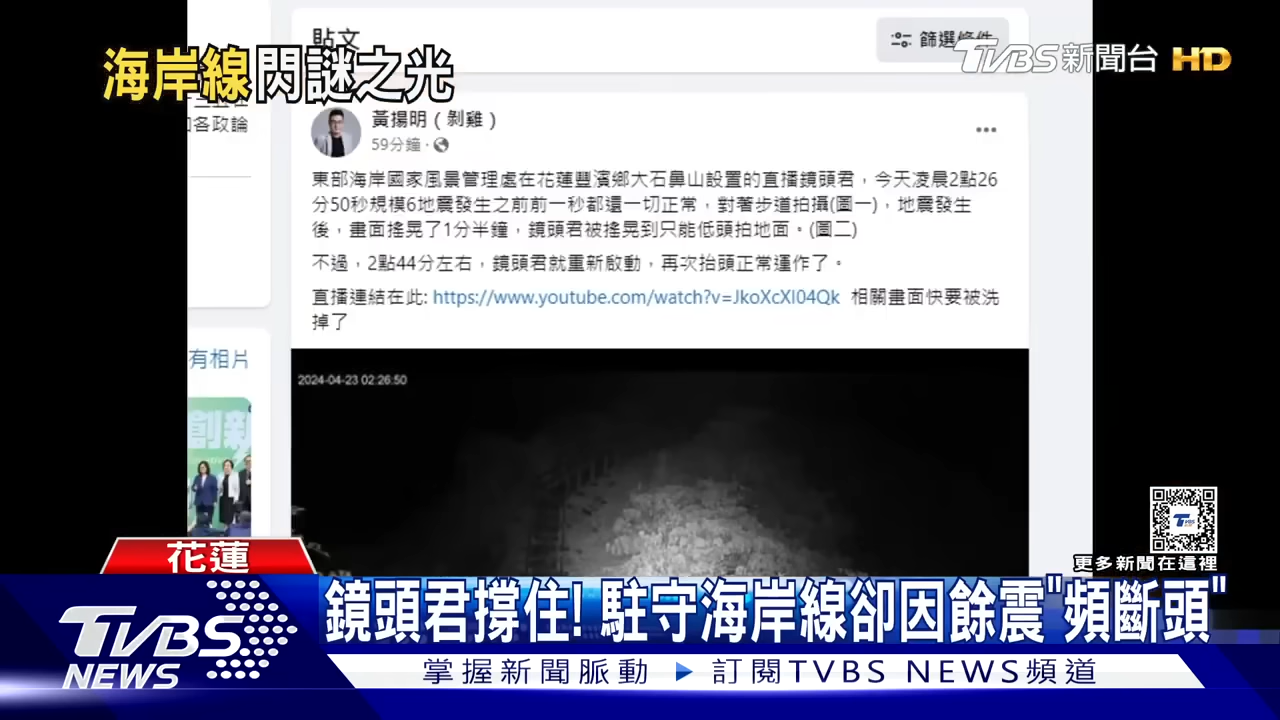 貼文
篩選條件
TVBS新聞台 HD
海岸線閃謎之光
各政論
黃揚明（剝雞）
59分鐘·
東部海岸國家風景管理處在花蓮豐濱鄉大石鼻山設置的直播鏡頭君，今天凌晨2點26
分50秒規模6地震發生之前前一秒都還一切正常，對著步道拍攝(圖一)，地震發生
後，畫面搖晃了1分半鐘，鏡頭君被搖晃到只能低頭拍地面。(圖二)
不過，2點44分左右，鏡頭君就重新啟動，再次抬頭正常運作了。
直播連結在此: https://www.youtube.com/watch?v=JkoXcXl04Qk 相關畫面快要被洗
掉了
有相片
2024-04-23 02:26:50
創新
TVBS
更多新聞在這裡
花蓮
鏡頭君撐住! 駐守海岸線卻因餘震"頻斷頭"
TVBS NEWS
掌握新聞脈動 ▶ 訂閱TVBS NEWS頻道